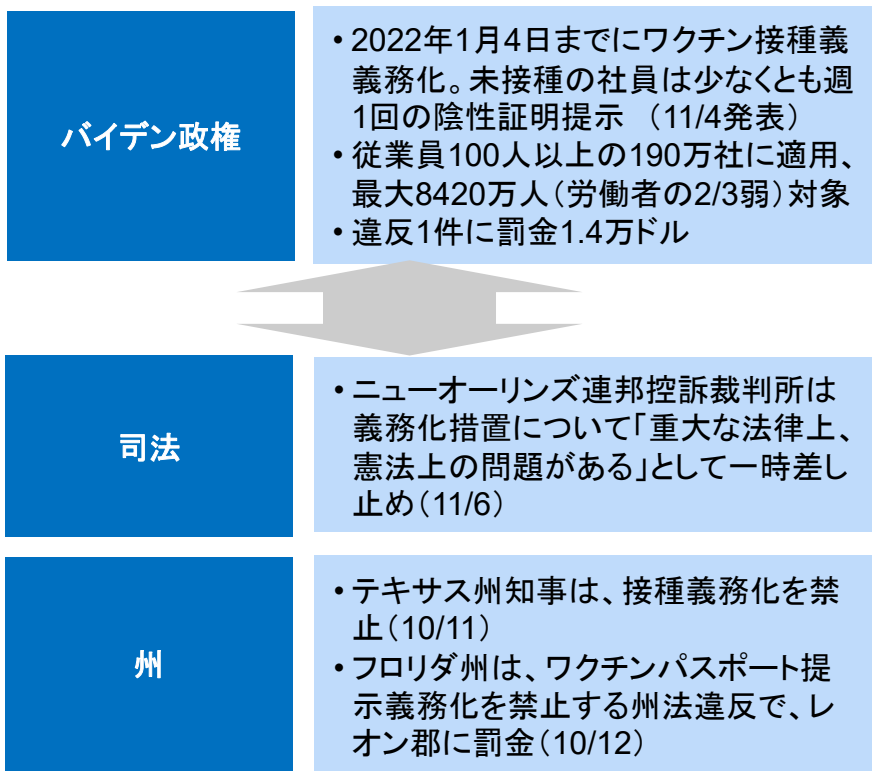 バイデン政権
• 2022年1月4日までにワクチン接種義
義務化。未接種の社員は少なくとも週
1回の陰性証明提示 (11/4発表)
• 従業員100人以上の190万社に適用、
最大8420万人(労働者の2/3弱)対象
• 違反1件に罰金1.4万ドル
司法
• ニューオーリンズ連邦控訴裁判所は
義務化措置について「重大な法律上、
憲法上の問題がある」として一時差し
止め(11/6)
州
• テキサス州知事は、接種義務化を禁
止(10/11)
• フロリダ州は、ワクチンパスポート提
示義務化を禁止する州法違反で、レ
オン郡に罰金(10/12)